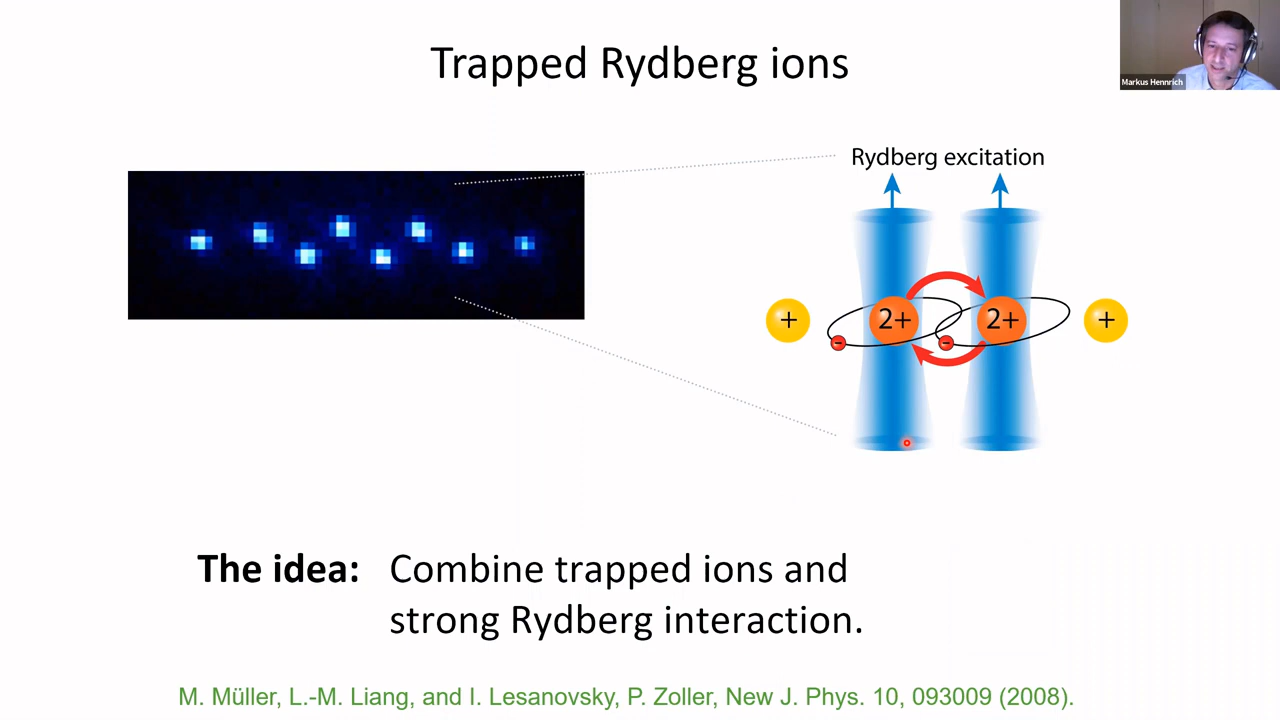 Trapped Rydberg ions
Markus Hennrich
Rydberg excitation
+ 2+ 2+ +
- -
The idea: Combine trapped ions and
strong Rydberg interaction.
M. Müller, L.-M. Liang, and I. Lesanovsky, P. Zoller, New J. Phys. 10, 093009 (2008).